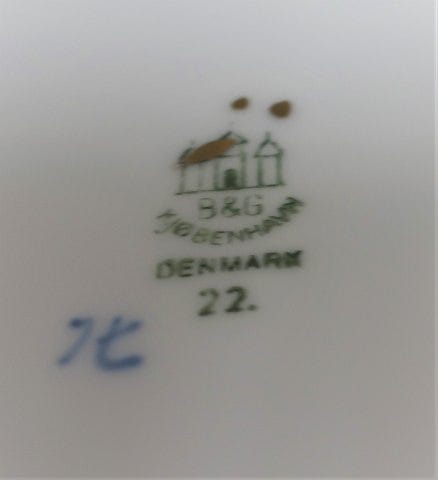 B&G
KJØBENHAVN
DENMARK
22.